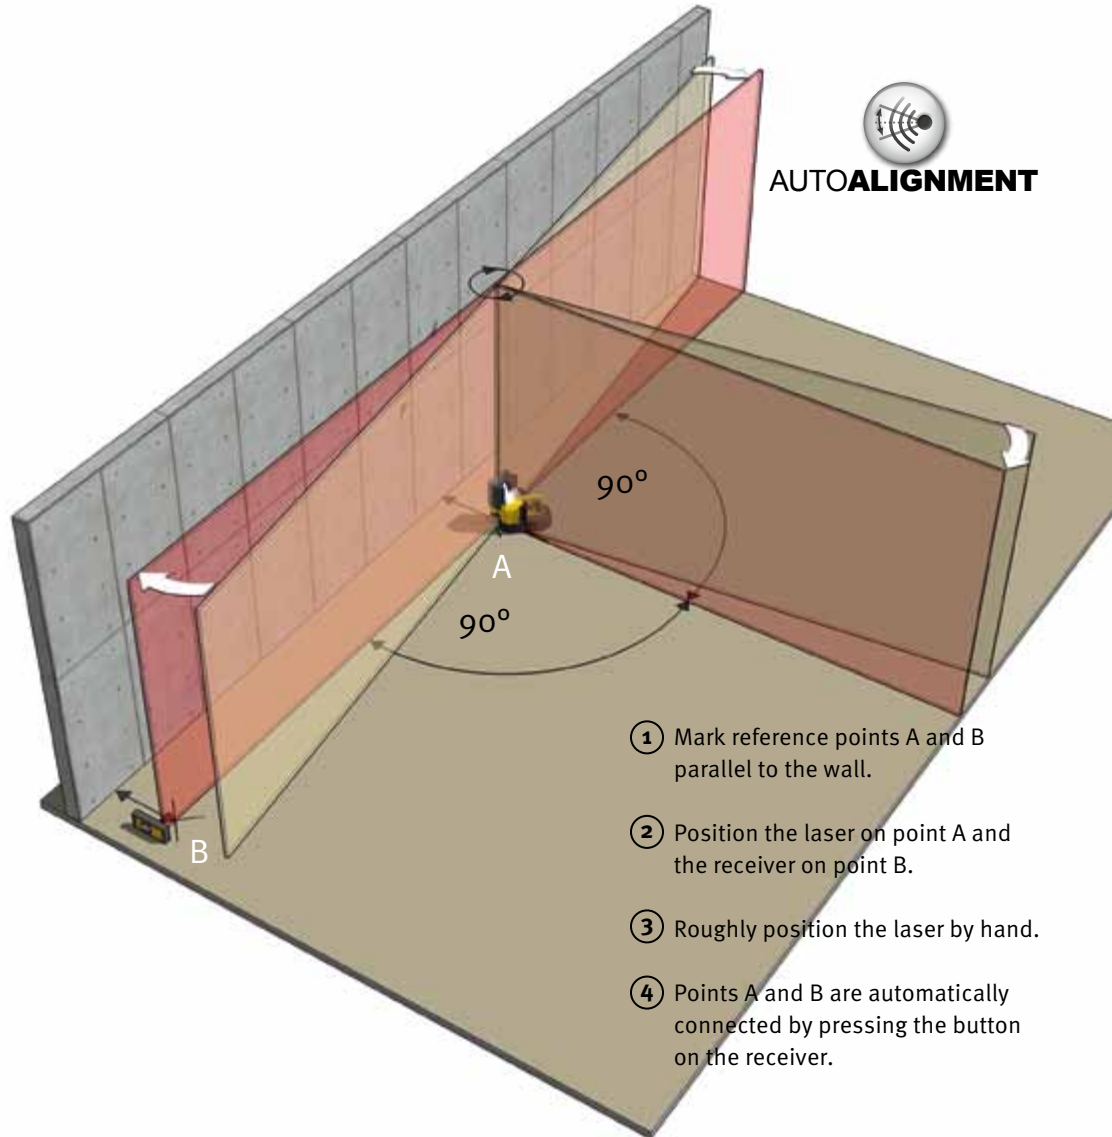 AUTOALIGNMENT
90º
A
90º
B
1 Mark reference points A and B
parallel to the wall.
2 Position the laser on point A and
the receiver on point B.
3 Roughly position the laser by hand.
4 Points A and B are automatically
connected by pressing the button
on the receiver.